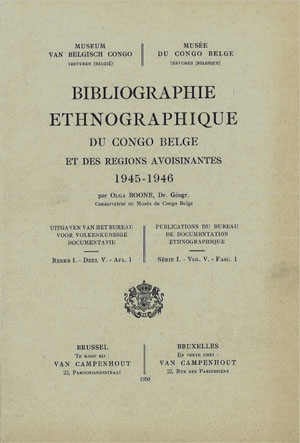 MUSEUM
VAN BELGISCH CONGO
TERVUREN (BELGIË)
MUSÉE
DU CONGO BELGE
TERVUREN (BELGIQUE)
BIBLIOGRAPHIE
ETHNOGRAPHIQUE
DU CONGO BELGE
ET DES REGIONS AVOISINANTES
1945-1946
par OLGA BOONE, Dr. Géogr.
Conservateur au Musée du Congo Belge
UITGAVEN VAN HET BUREAU
VOOR VOLKENKUNDIGE
DOCUMENTATIE
REEKS I. - DEEL V. - AFL. 1
PUBLICATIONS DU BUREAU
DE DOCUMENTATION
ETHNOGRAPHIQUE
SÉRIE I. - VOL. V. - FASC. 1
BRUSSEL
TE KOOP BIJ
VAN CAMPENHOUT
22, PAROCHIANENSTRAAT
BRUXELLES
EN VENTE CHEZ :
VAN CAMPENHOUT
22, RUE DES PAROISSIENS
1950